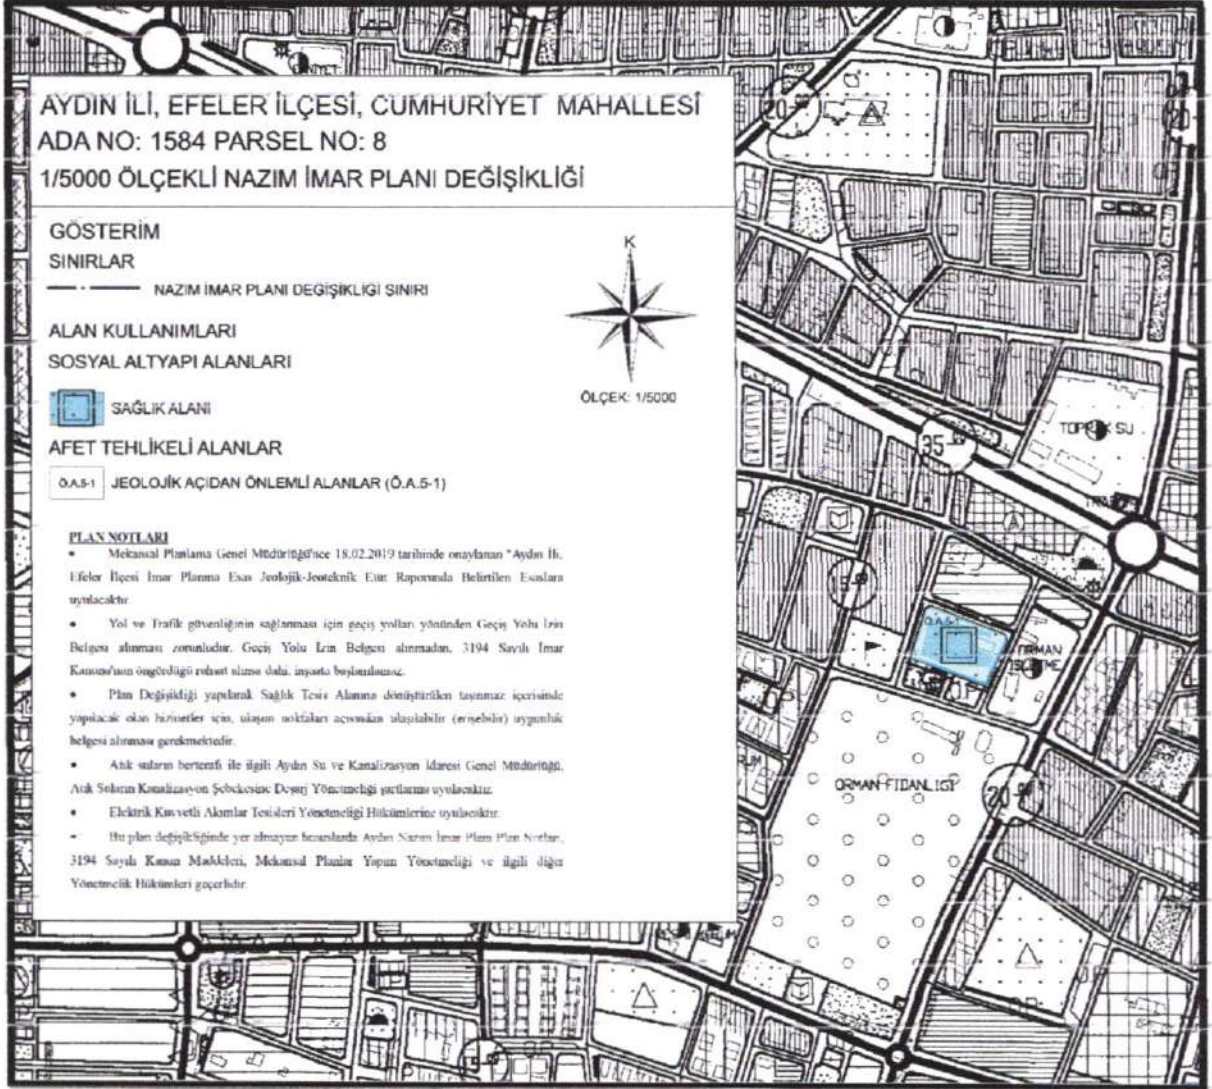 AYDIN İLİ, EFELER İLÇESİ, CUMHURİYET MAHALLESİ
ADA NO: 1584 PARSEL NO: 8
1/5000 ÖLÇEKLİ NAZIM İMAR PLANI DEĞİŞİKLİĞİ
GÖSTERİM
SINIRLAR
NAZIM İMAR PLANI DEĞİŞİKLİĞİ SINIRI
K
ÖLÇEK: 1/5000
ALAN KULLANIMLARI
SOSYAL ALTYAPI ALANLARI
SAĞLIK ALANI
AFET TEHLİKELİ ALANLAR
Ö.A.5-1 JEOLOJİK AÇIDAN ÖNLEMLİ ALANLAR (Ö.A.5-1)
PLAN NOTLARI
• Mekansal Planlama Genel Müdürlüğü'nce 18.02.2019 tarihinde onaylanan "Aydın İli,
Efeler İlçesi İmar Planına Esas Jeolojik-Jeoteknik Etüt Raporunda Belirtilen Esaslara
uyulacaktır.
• Yol ve Trafik güvenliğinin sağlanması için geçiş yolları yönünden Geçiş Yolu İzin
Belgesi alınması zorunludur. Geçiş Yolu İzin Belgesi alınmadan, 3194 Sayılı İmar
Kanunu'nun öngördüğü ruhsat alınsa dahi, inşaata başlanılamaz.
• Plan Değişikliği yapılarak Sağlık Tesis Alanına dönüştürülen taşınmaz içerisinde
yapılacak olan hizmetler için, ulaşım noktaları açısından ulaşılabilir (erişebilir) uygunluk
belgesi alınması gerekmektedir.
• Atık suların bertarafı ile ilgili Aydın Su ve Kanalizasyon İdaresi Genel Müdürlüğü,
Atık Suların Kanalizasyon Şebekesine Deşarj Yönetmeliği şartlarına uyulacaktır.
• Elektrik Kuvvetli Akımlar Tesisleri Yönetmeliği Hükümlerine uyulacaktır.
• Bu plan değişikliğinde yer almayan hususlarda Aydın Nazım İmar Planı Plan Notları,
3194 Sayılı Kanun Maddeleri, Mekansal Planlar Yapım Yönetmeliği ve ilgili diğer
Yönetmelik Hükümleri geçerlidir.
20
20
35
TOPRAK SU
TRAFO
A
15
Ö.A.5-1
ORMAN
İŞLETME
ORMAN FİDANLIĞI
20